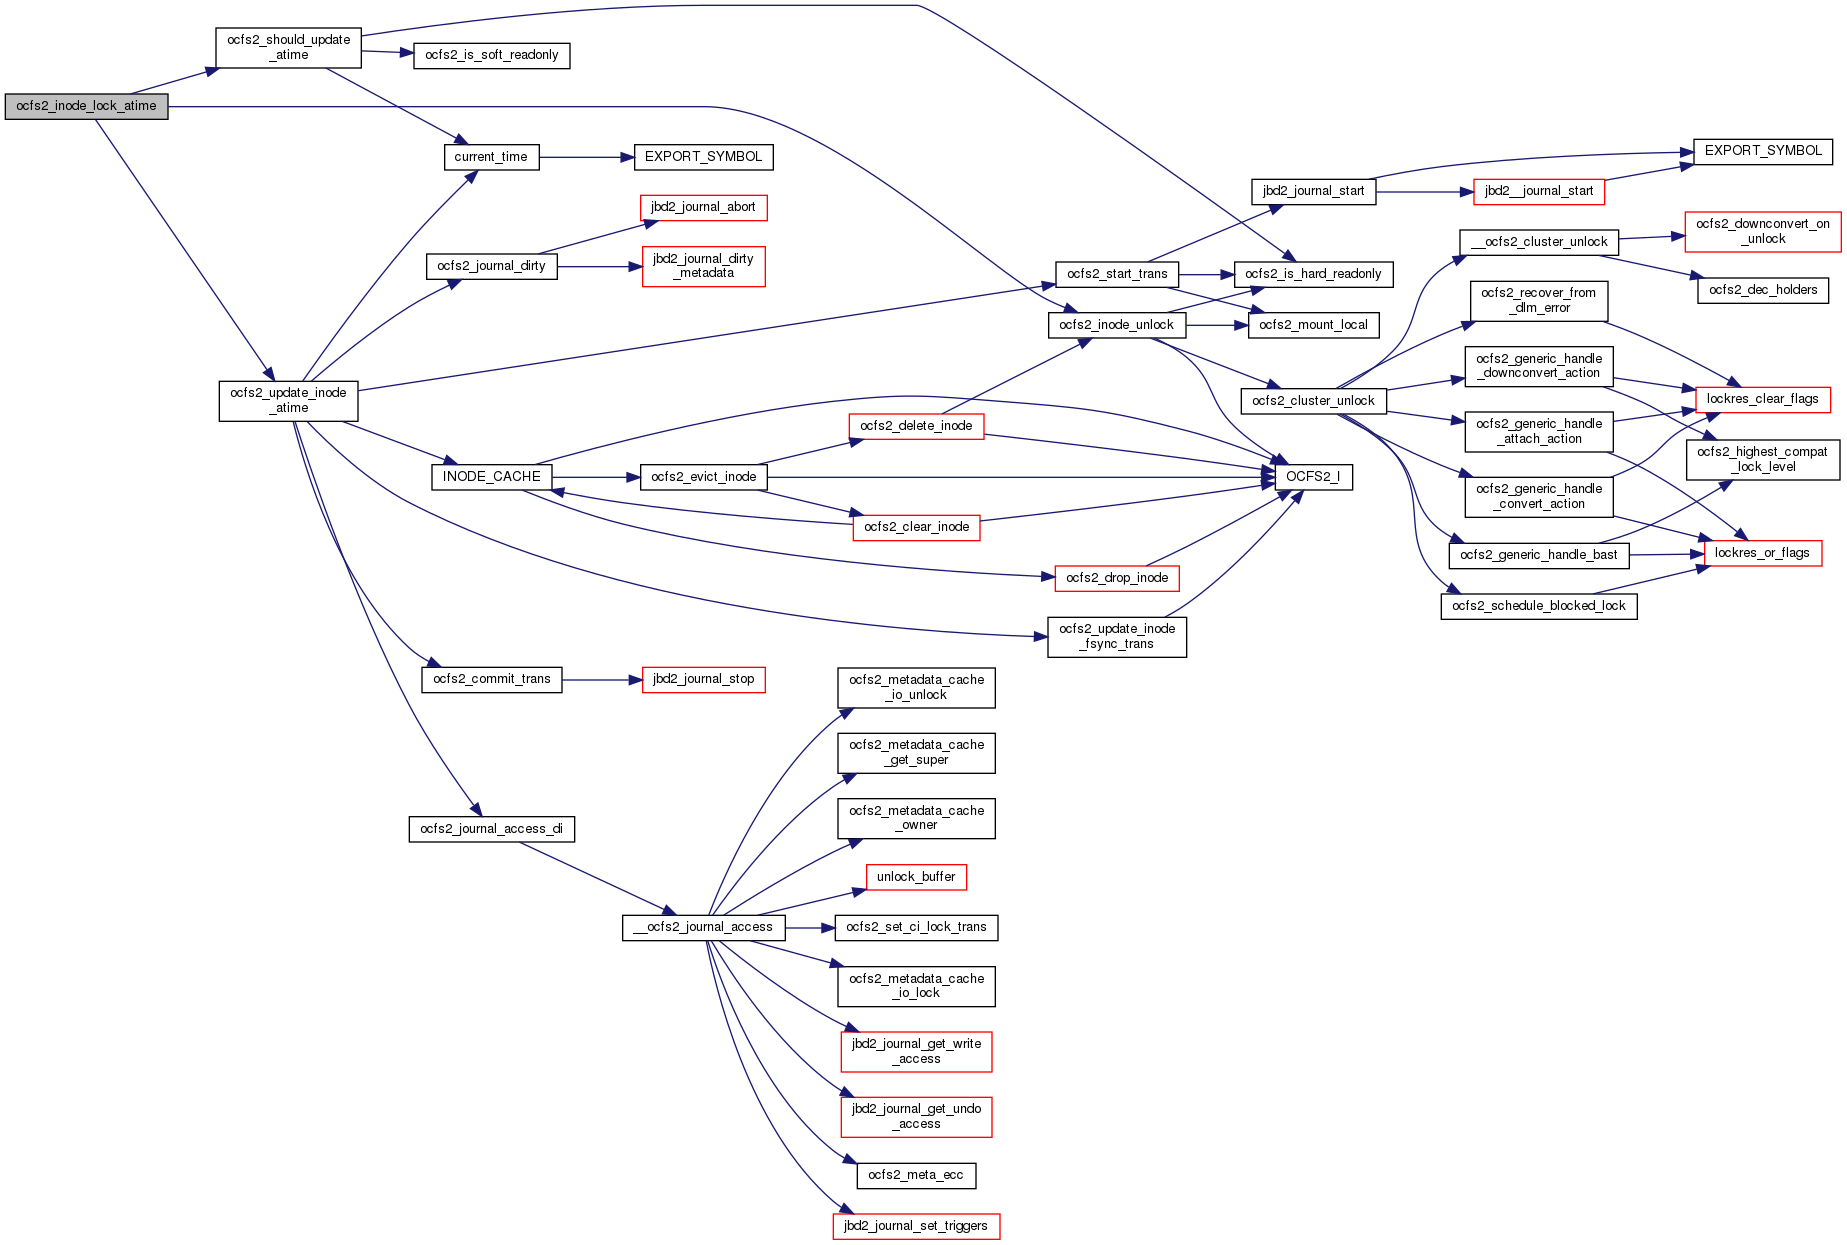 ocfs2_inode_lock_atime
ocfs2_should_update
_atime
ocfs2_is_soft_readonly
current_time
EXPORT_SYMBOL
jbd2_journal_abort
ocfs2_journal_dirty
jbd2_journal_dirty
_metadata
ocfs2_update_inode
_atime
INODE_CACHE
ocfs2_evict_inode
ocfs2_delete_inode
ocfs2_clear_inode
ocfs2_start_trans
ocfs2_inode_unlock
ocfs2_drop_inode
ocfs2_update_inode
_fsync_trans
jbd2_journal_start
ocfs2_is_hard_readonly
ocfs2_mount_local
ocfs2_cluster_unlock
OCFS2_I
EXPORT_SYMBOL
jbd2__journal_start
__ocfs2_cluster_unlock
ocfs2_downconvert_on
_unlock
ocfs2_dec_holders
ocfs2_recover_from
_dlm_error
ocfs2_generic_handle
_downconvert_action
ocfs2_generic_handle
_attach_action
ocfs2_generic_handle
_convert_action
ocfs2_generic_handle_bast
ocfs2_schedule_blocked_lock
lockres_clear_flags
ocfs2_highest_compat
_lock_level
lockres_or_flags
ocfs2_commit_trans
jbd2_journal_stop
ocfs2_journal_access_di
__ocfs2_journal_access
ocfs2_metadata_cache
_io_unlock
ocfs2_metadata_cache
_get_super
ocfs2_metadata_cache
_owner
unlock_buffer
ocfs2_set_ci_lock_trans
ocfs2_metadata_cache
_io_lock
jbd2_journal_get_write
_access
jbd2_journal_get_undo
_access
ocfs2_meta_ecc
jbd2_journal_set_triggers